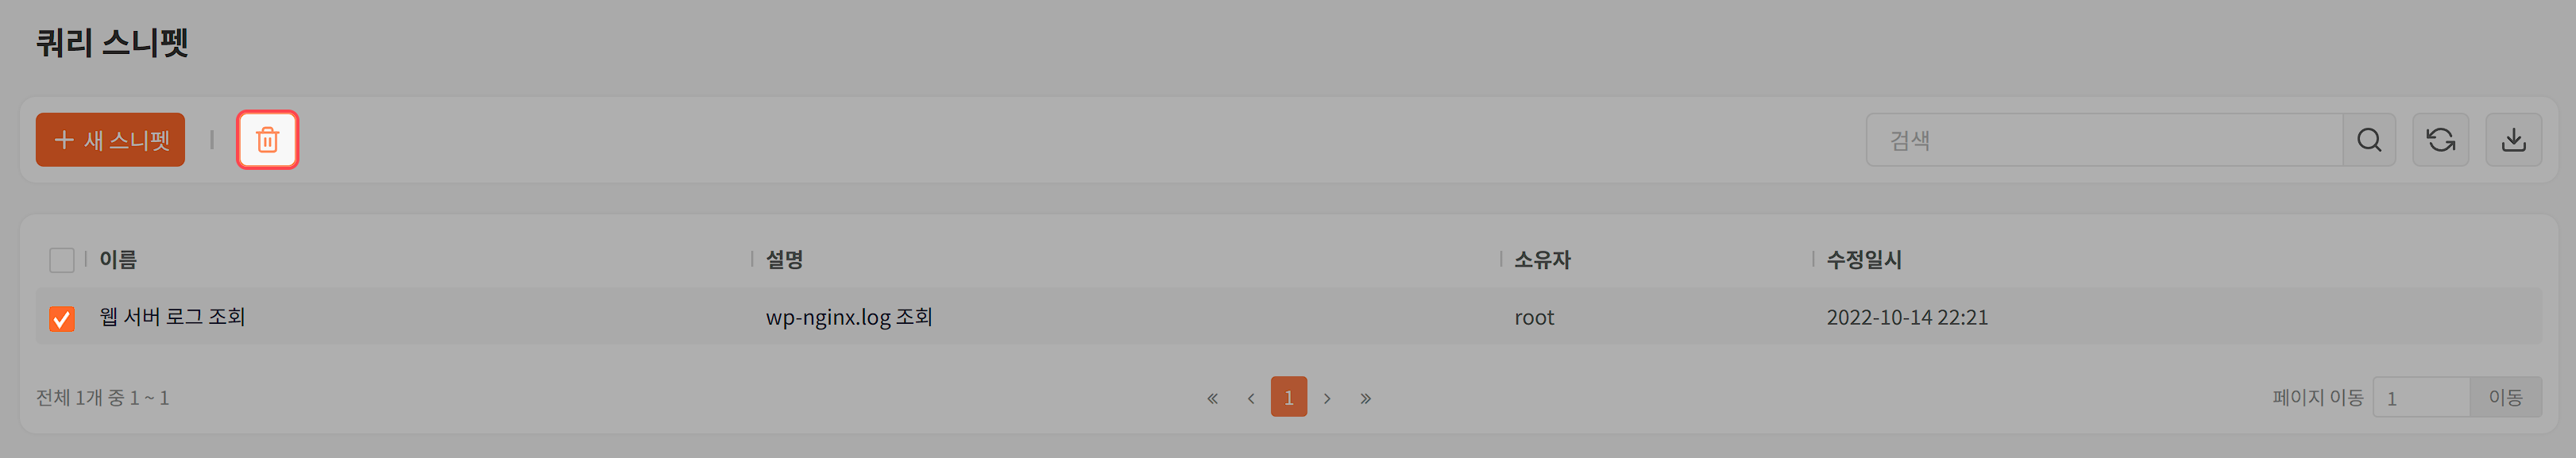 쿼리 스니펫
새 스니펫
검색
이름 설명 소유자 수정일시
웹 서버 로그 조회 wp-nginx.log 조회 root 2022-10-14 22:21
전체 1개 중 1 ~ 1 « ‹ 1 › » 페이지 이동 1 이동